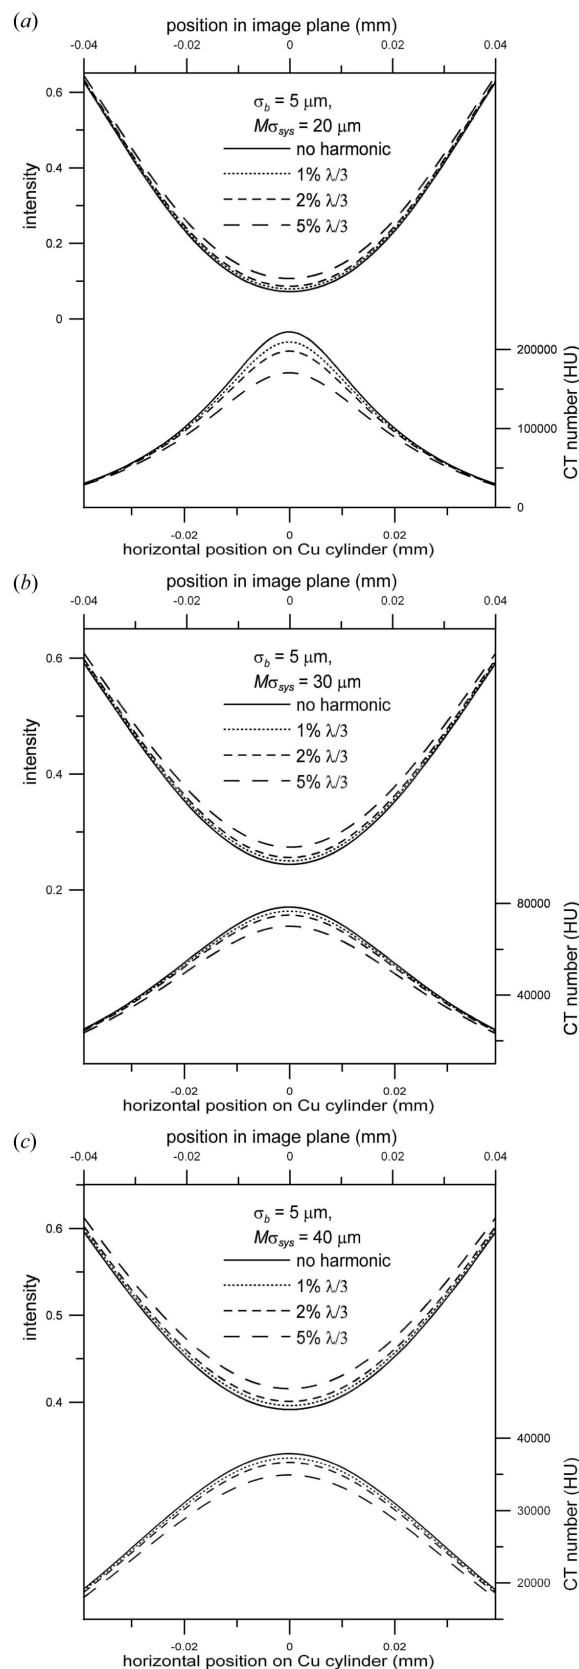 (a)
position in image plane (mm)
-0.04 -0.02 0 0.02 0.04
0.6
0.4
0.2
0
intensity
σb = 5 μm,
Mσsys = 20 μm
no harmonic
1% λ/3
2% λ/3
5% λ/3
200000
100000
0
CT number (HU)
-0.02 0 0.02
horizontal position on Cu cylinder (mm)
(b)
position in image plane (mm)
-0.04 -0.02 0 0.02 0.04
0.6
0.4
0.2
intensity
σb = 5 μm,
Mσsys = 30 μm
no harmonic
1% λ/3
2% λ/3
5% λ/3
80000
40000
CT number (HU)
-0.02 0 0.02
horizontal position on Cu cylinder (mm)
(c)
position in image plane (mm)
-0.04 -0.02 0 0.02 0.04
0.6
0.5
0.4
intensity
σb = 5 μm,
Mσsys = 40 μm
no harmonic
1% λ/3
2% λ/3
5% λ/3
40000
30000
20000
CT number (HU)
-0.02 0 0.02
horizontal position on Cu cylinder (mm)